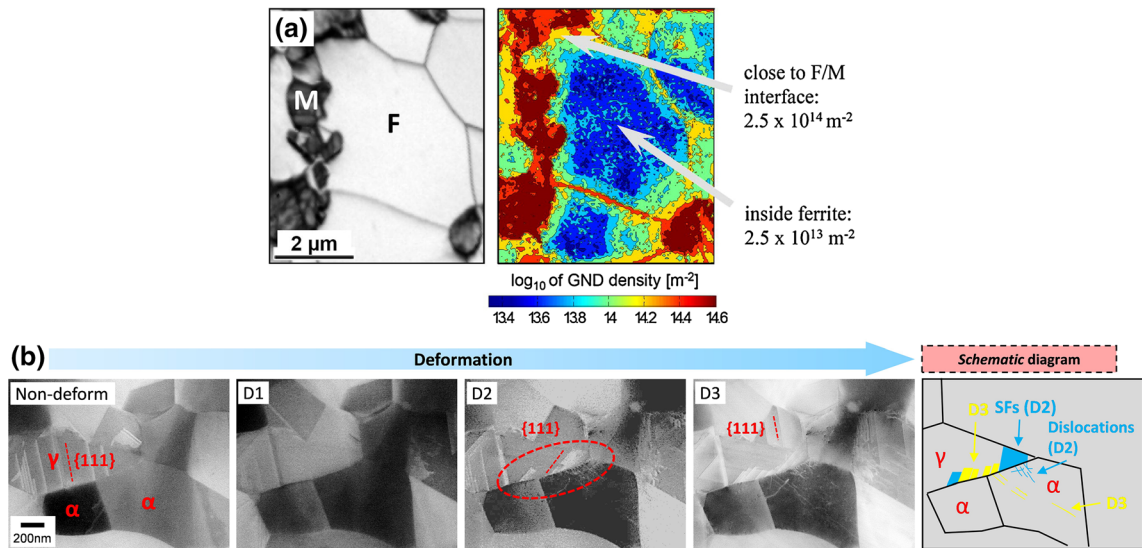 (a)
M
F
2 μm
close to F/M
interface:
2.5 x 10¹⁴ m⁻²
inside ferrite:
2.5 x 10¹³ m⁻²
log₁₀ of GND density [m⁻²]
13.4 13.6 13.8 14 14.2 14.4 14.6
(b)
Deformation
Schematic diagram
Non-deform
γ
{111}
α
α
200nm
D1
D2
{111}
D3
{111}
D3
SFs (D2)
Dislocations
(D2)
γ
α
α
D3